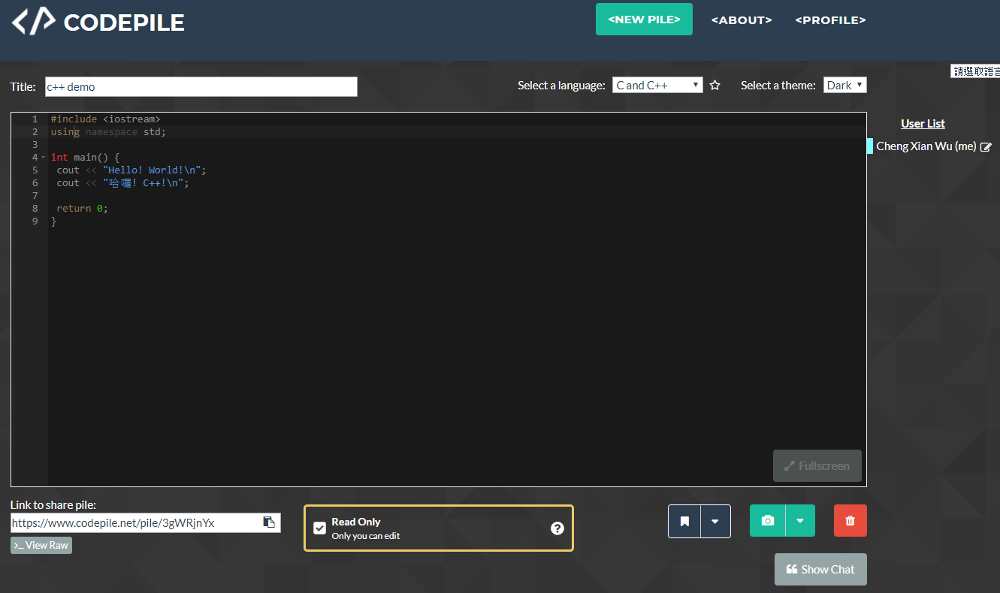 CODEPILE
<NEW PILE> <ABOUT> <PROFILE>
請選取語言
Title: c++ demo
Select a language: C and C++ Select a theme: Dark
1 #include <iostream>
2 using namespace std;
3
4 int main() {
5 cout << "Hello! World!\n";
6 cout << "哈囉! C++!\n";
7
8 return 0;
9 }
User List
Cheng Xian Wu (me)
Fullscreen
Link to share pile:
https://www.codepile.net/pile/3gWRjnYx
>_ View Raw
Read Only
Only you can edit
?
Show Chat